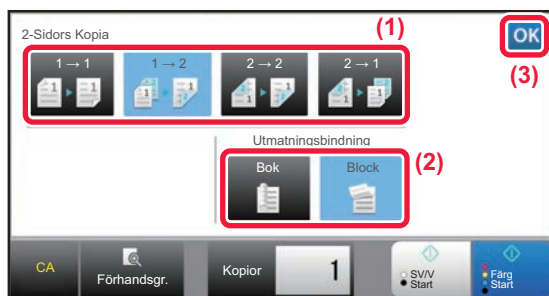 2-Sidors Kopia
(1)
OK
(3)
1 → 1
1 → 2
2 → 2
2 → 1
Utmatningsbindning
Bok
Block
(2)
CA
Förhandsgr.
Kopior
1
SV/V
Start
Färg
Start